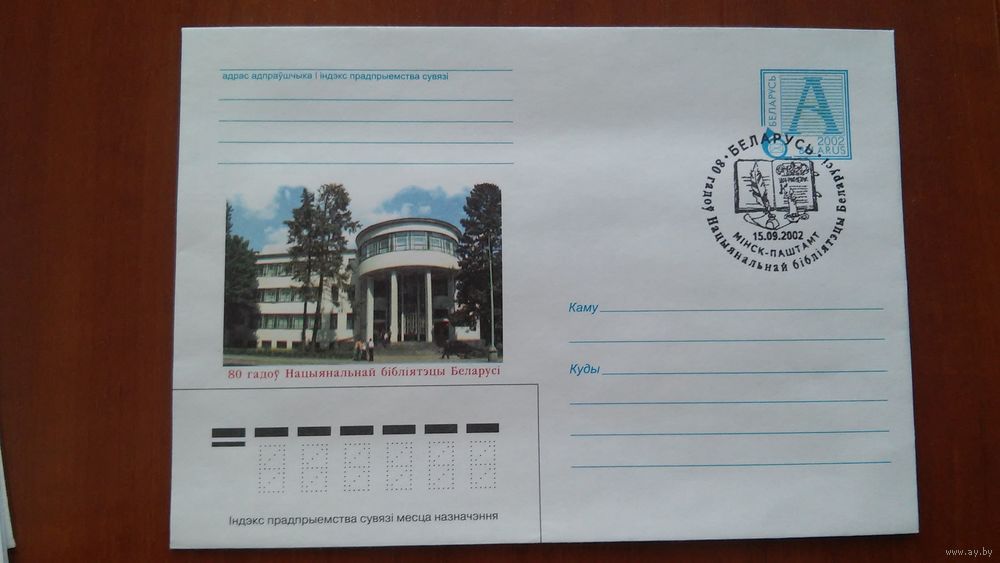 адрас адпраўшчыка і індэкс прадпрыемства сувязі
БЕЛАРУСЬ
A
2002
BELARUS
БЕЛАРУСЬ
80 гадоў Нацыянальнай бібліятэцы Беларусі
15.09.2002
МІНСК-ПАШТАМТ
Каму
Куды
80 гадоў Нацыянальнай бібліятэцы Беларусі
Індэкс прадпрыемства сувязі месца назначэння
www.ay.by